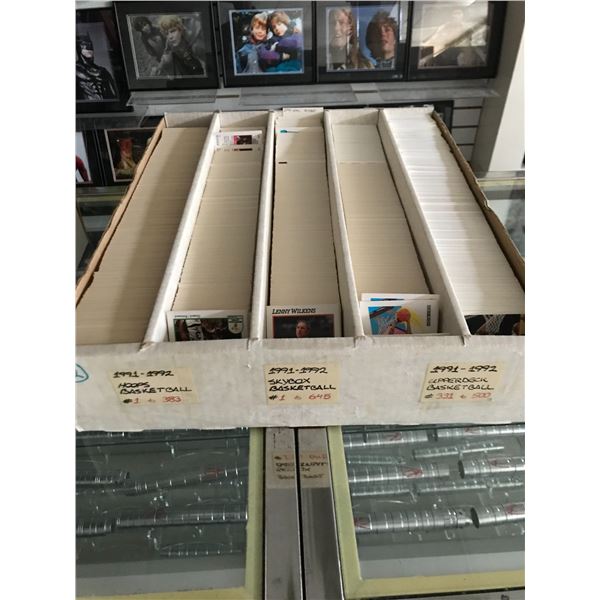 LENNY WILKENS
1991-1992
HOOPS
BASKETBALL
# 1 to 383
1991-1992
SKYBOX
BASKETBALL
# 1 to 645
1991-1992
UPPERDECK
BASKETBALL
# 331 to 500